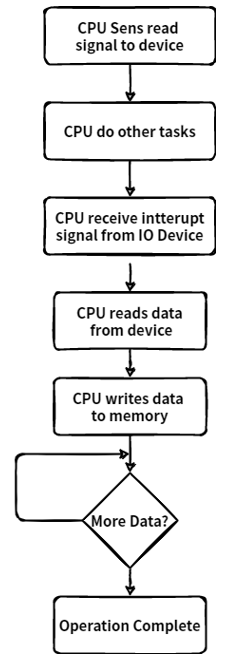 CPU Sens read
signal to device
CPU do other tasks
CPU receive intterupt
signal from IO Device
CPU reads data
from device
CPU writes data
to memory
More Data?
Operation Complete